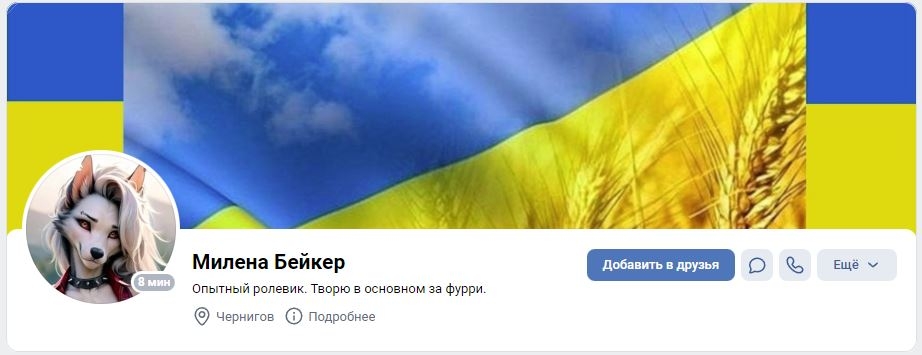 8 мин
Милена Бейкер
Опытный ролевик. Творю в основном за фурри.
Чернигов Подробнее
Добавить в друзья
Ещё